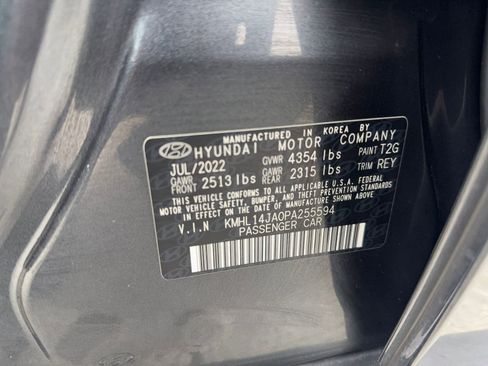 MANUFACTURED IN KOREA BY
HYUNDAI MOTOR COMPANY
JUL/2022 GVWR 4354 lbs PAINT T2G
GAWR FRONT 2513 lbs GAWR REAR 2315 lbs TRIM REY
THIS VEHICLE CONFORMS TO ALL APPLICABLE U.S.A. FEDERAL
MOTOR VEHICLE SAFETY, BUMPER, AND THEFT PREVENTION STANDARDS
IN EFFECT ON THE DATE OF MANUFACTURE SHOWN ABOVE.
V.I.N KMHL14JA0PA255594
PASSENGER CAR